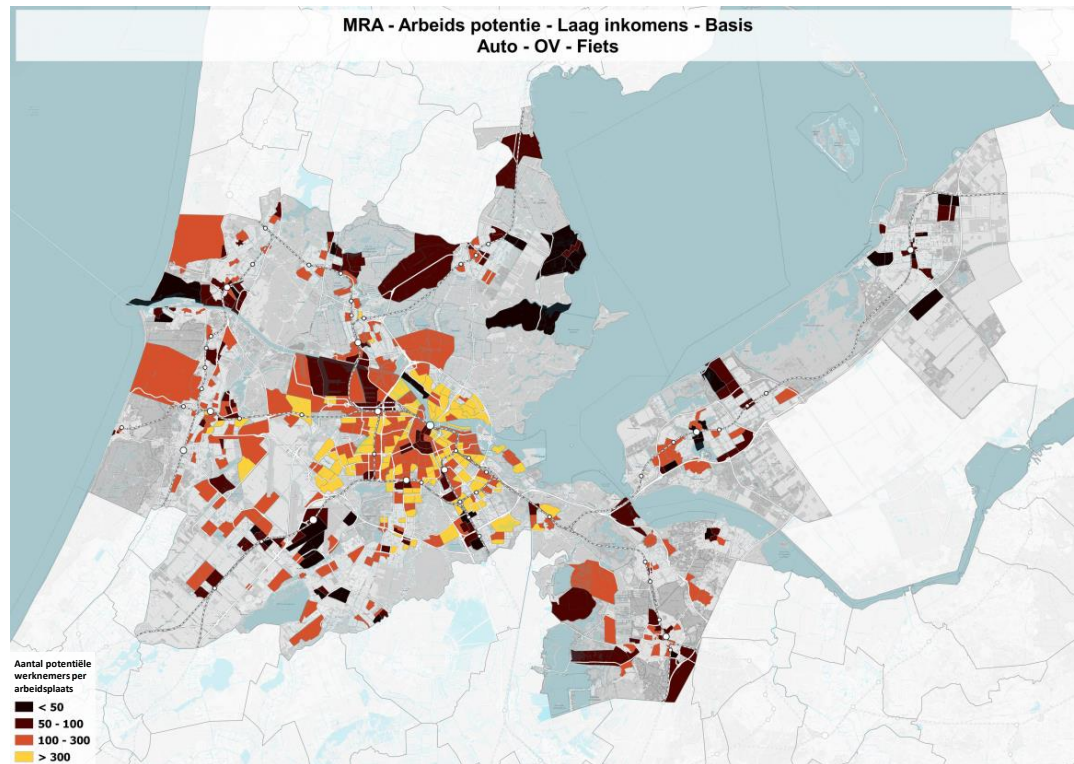 MRA - Arbeids potentie - Laag inkomens - Basis
Auto - OV - Fiets
Aantal potentiële
werknemers per
arbeidsplaats
< 50
50 - 100
100 - 300
> 300